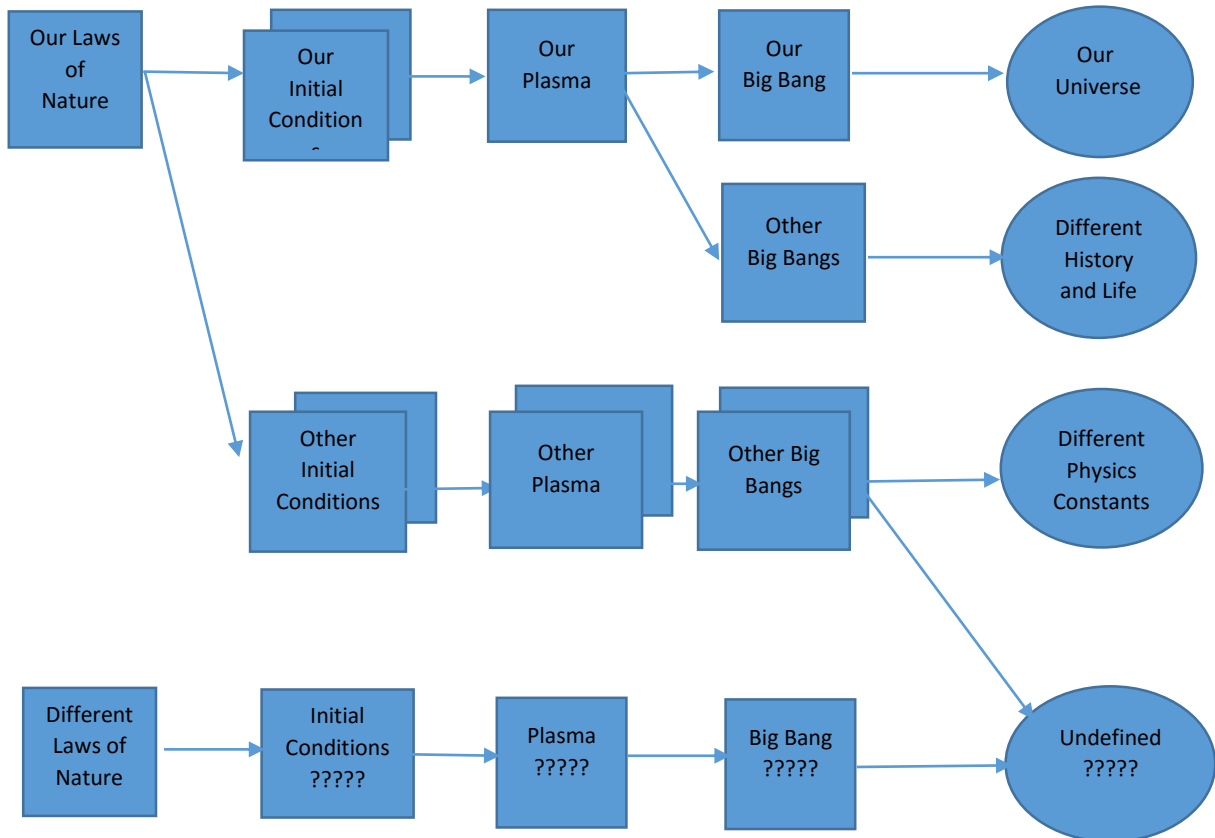 Our Laws
of
Nature
Our
Initial
Condition
Our
Plasma
Our
Big Bang
Our
Universe
Other
Big Bangs
Different
History
and Life
Other
Initial
Conditions
Other
Plasma
Other Big
Bangs
Different
Physics
Constants
Different
Laws of
Nature
Initial
Conditions
?????
Plasma
?????
Big Bang
?????
Undefined
?????